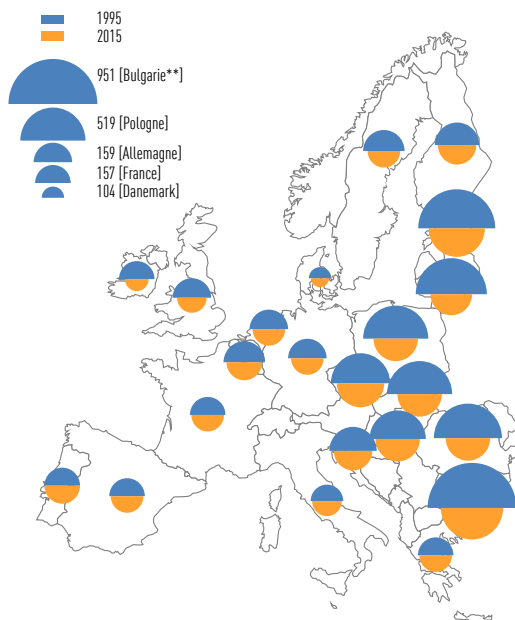 1995
2015
951 [Bulgarie**]
519 [Pologne]
159 [Allemagne]
157 [France]
104 [Danemark]